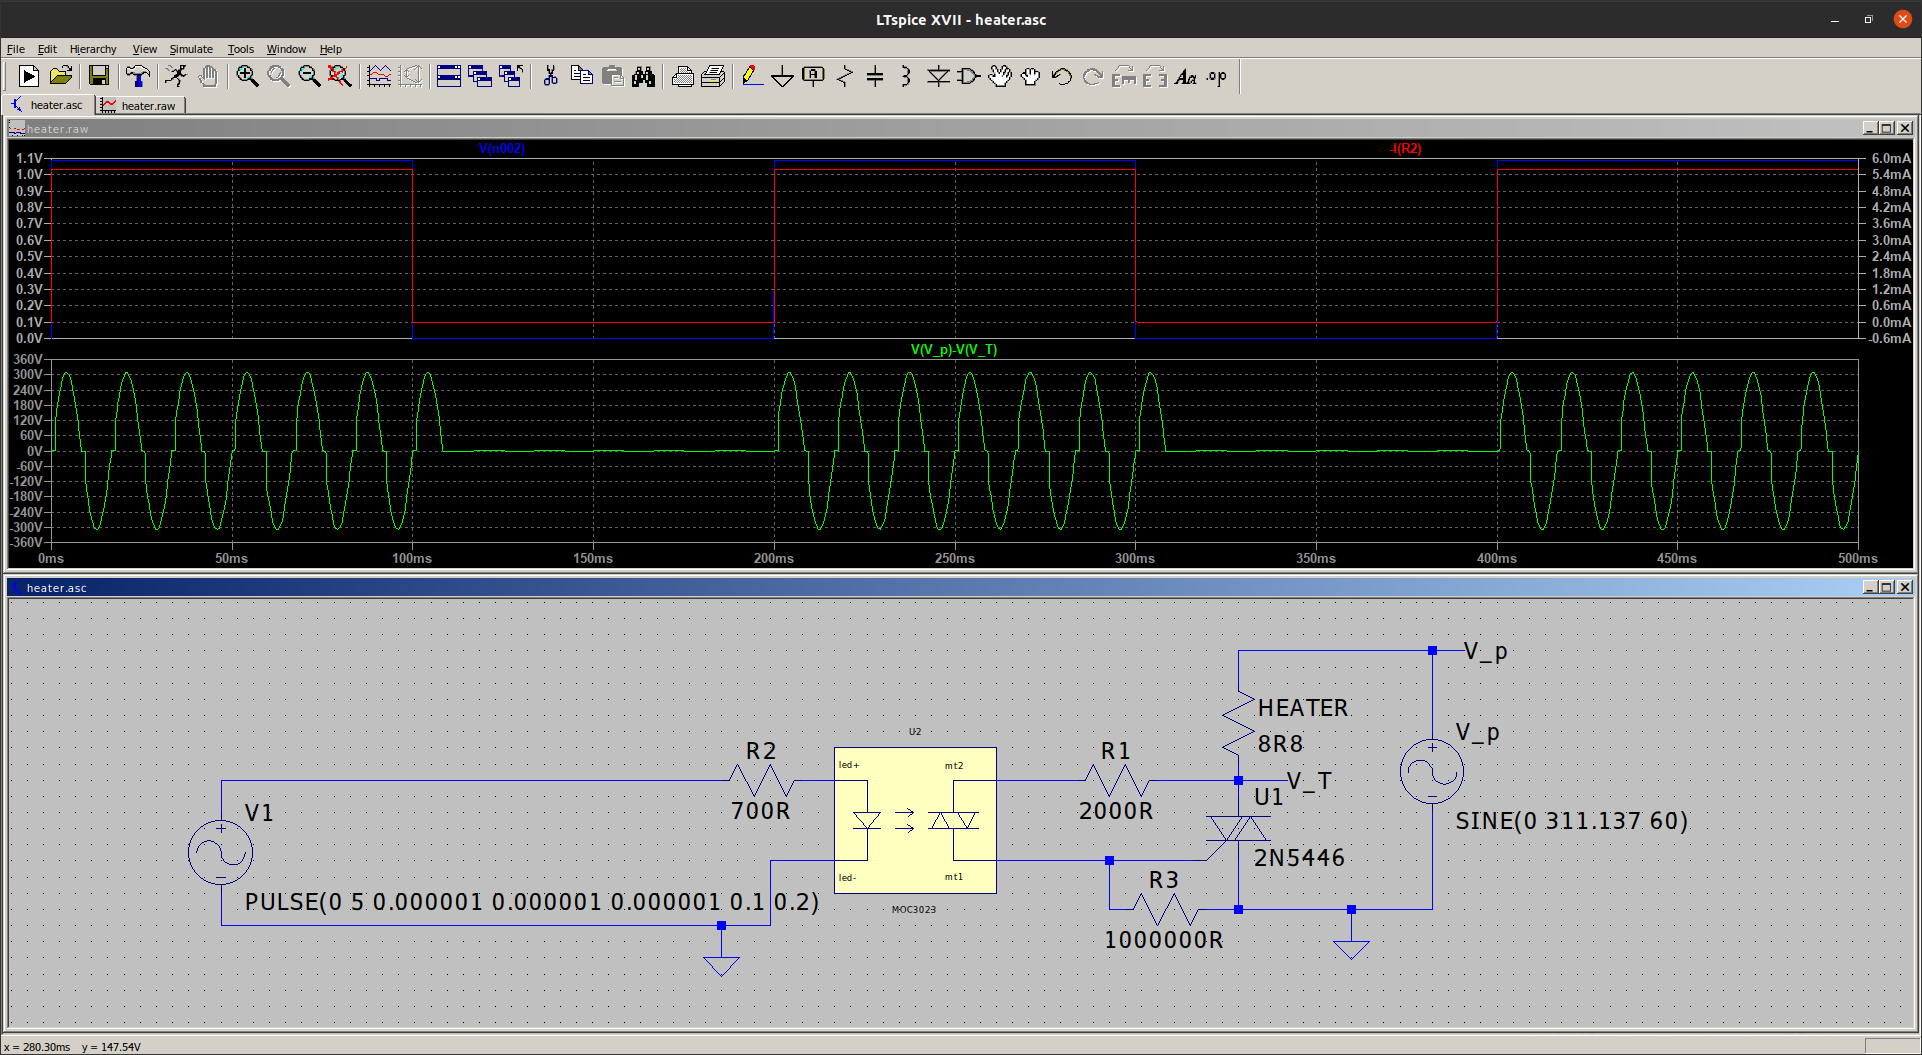 LTspice XVII - heater.asc
File Edit Hierarchy View Simulate Tools Window Help
heater.asc heater.raw
heater.raw
V(n002) -I(R2)
1.1V 6.0mA
1.0V 5.4mA
0.9V 4.8mA
0.8V 4.2mA
0.7V 3.6mA
0.6V 3.0mA
0.5V 2.4mA
0.4V 1.8mA
0.3V 1.2mA
0.2V 0.6mA
0.1V 0.0mA
0.0V -0.6mA
V(V_p)-V(V_T)
360V
300V
240V
180V
120V
60V
0V
-60V
-120V
-180V
-240V
-300V
-360V
0ms 50ms 100ms 150ms 200ms 250ms 300ms 350ms 400ms 450ms 500ms
heater.asc
V_p
HEATER
8R8
V_p
SINE(0 311.137 60)
U2
R2
700R
led+ mt2
led- mt1
MOC3023
R1
2000R
V_T
U1
2N5446
V1
PULSE(0 5 0.000001 0.000001 0.000001 0.1 0.2)
R3
1000000R
x = 280.30ms y = 147.54V